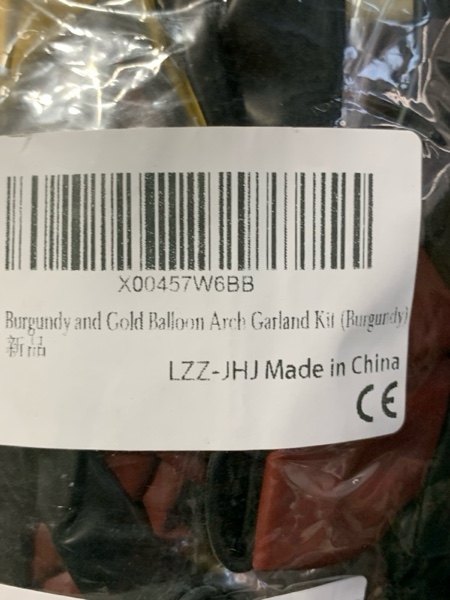 X00457W6BB
Burgundy and Gold Balloon Arch Garland Kit (Burgundy)
新品
LZZ-JHJ Made in China
CE